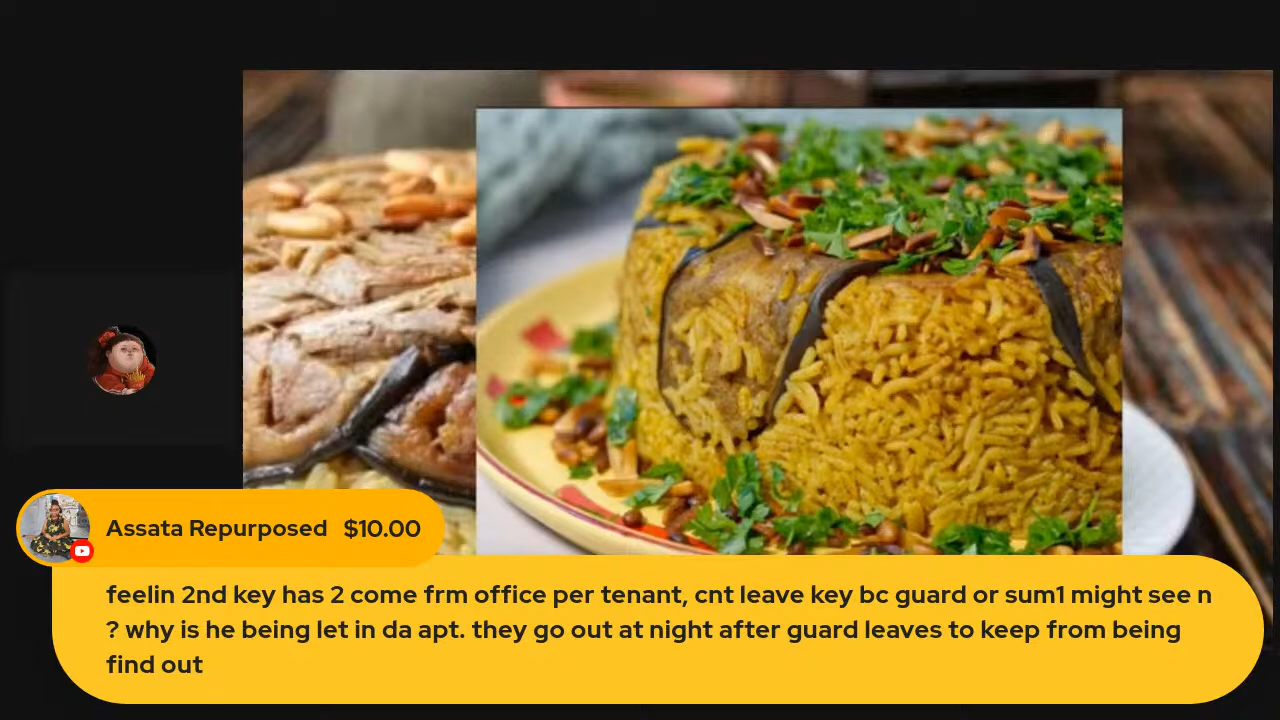 Assata Repurposed $10.00
feelin 2nd key has 2 come frm office per tenant, cnt leave key bc guard or sum1 might see n
? why is he being let in da apt. they go out at night after guard leaves to keep from being
find out